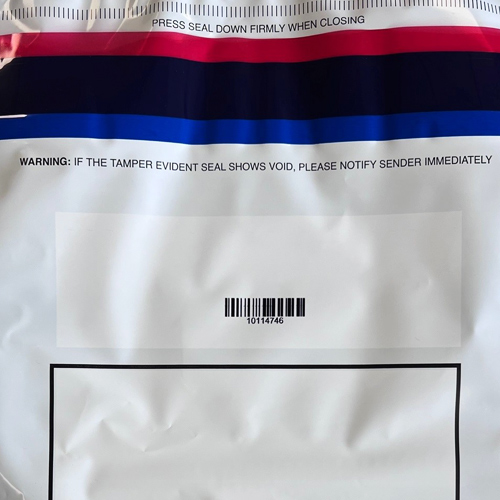 PRESS SEAL DOWN FIRMLY WHEN CLOSING
WARNING: IF THE TAMPER EVIDENT SEAL SHOWS VOID, PLEASE NOTIFY SENDER IMMEDIATELY
10114746